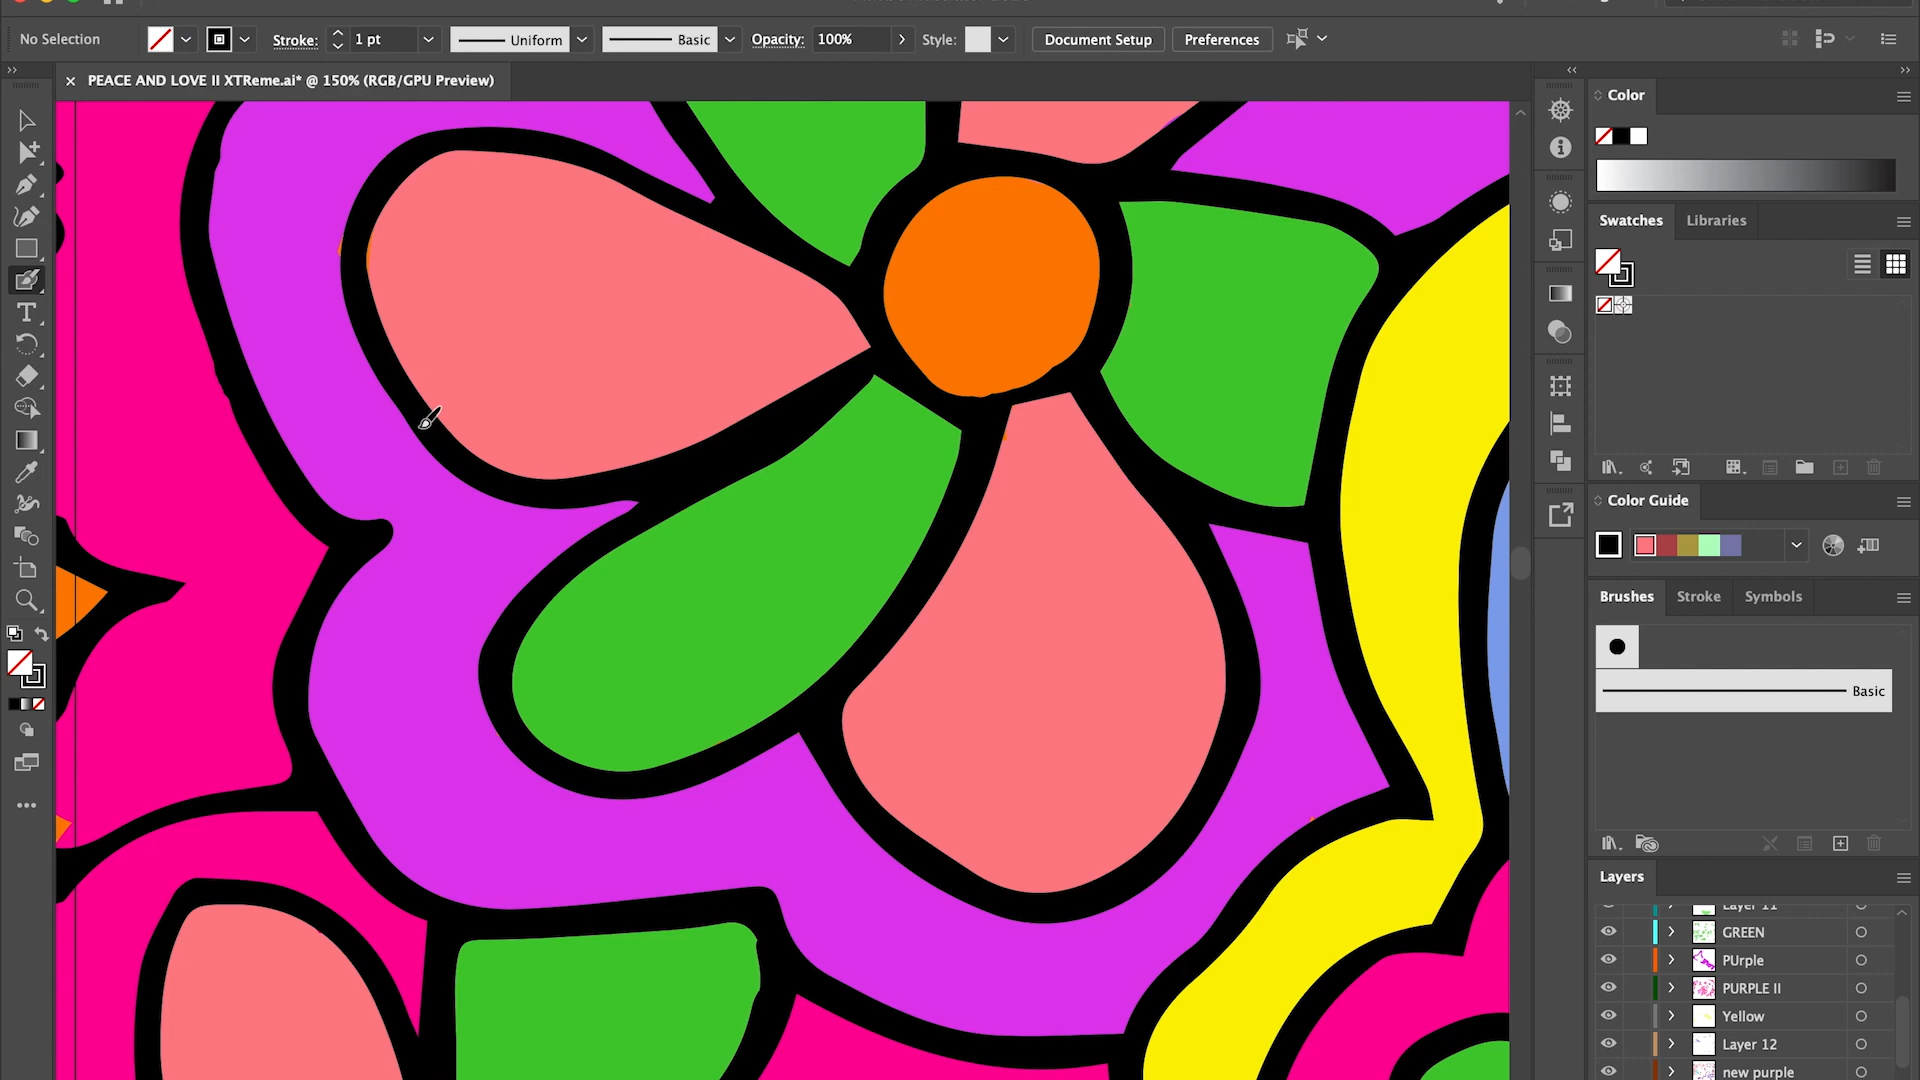 No Selection
Stroke:
1 pt
Uniform
Basic
Opacity:
100%
Style:
Document Setup
Preferences
PEACE AND LOVE II XTReme.ai* @ 150% (RGB/GPU Preview)
Color
Swatches
Libraries
Color Guide
Brushes
Stroke
Symbols
Basic
Layers
Layer 11
GREEN
PUrple
PURPLE II
Yellow
Layer 12
new purple